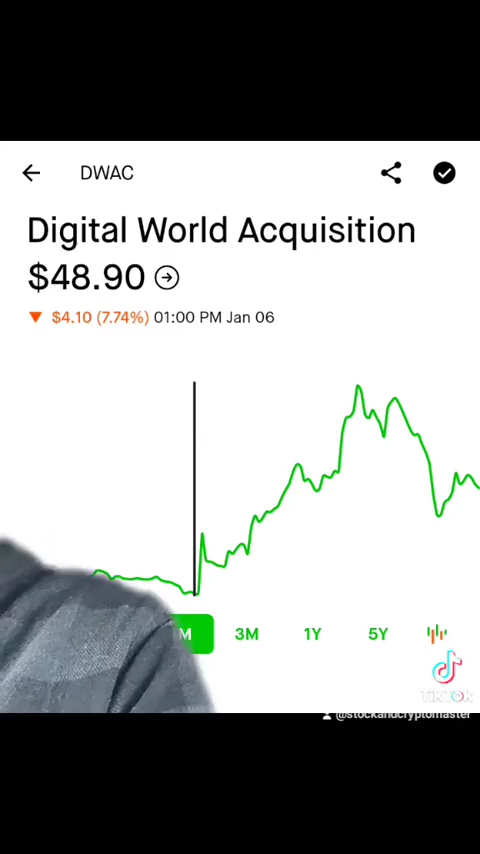 DWAC
Digital World Acquisition
$48.90
$4.10 (7.74%) 01:00 PM Jan 06
M 3M 1Y 5Y
TikTok
@stockandcryptomaster